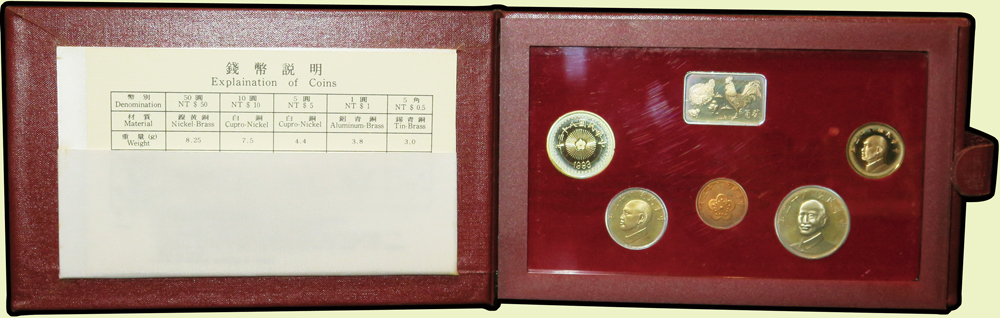 錢幣説明
Explaination of Coins
幣別 50圓 10圓 5圓 1圓 5角
Denomination NT $ 50 NT $ 10 NT $ 5 NT $ 1 NT $ 0.5
材質 鎳黃銅 白銅 白銅 鋁青銅 錫青銅
Material Nickel-Brass Cupro-Nickel Cupro-Nickel Aluminum-Brass Tin-Brass
重量(g) 8.25 7.5 4.4 3.8 3.0
Weight
1993